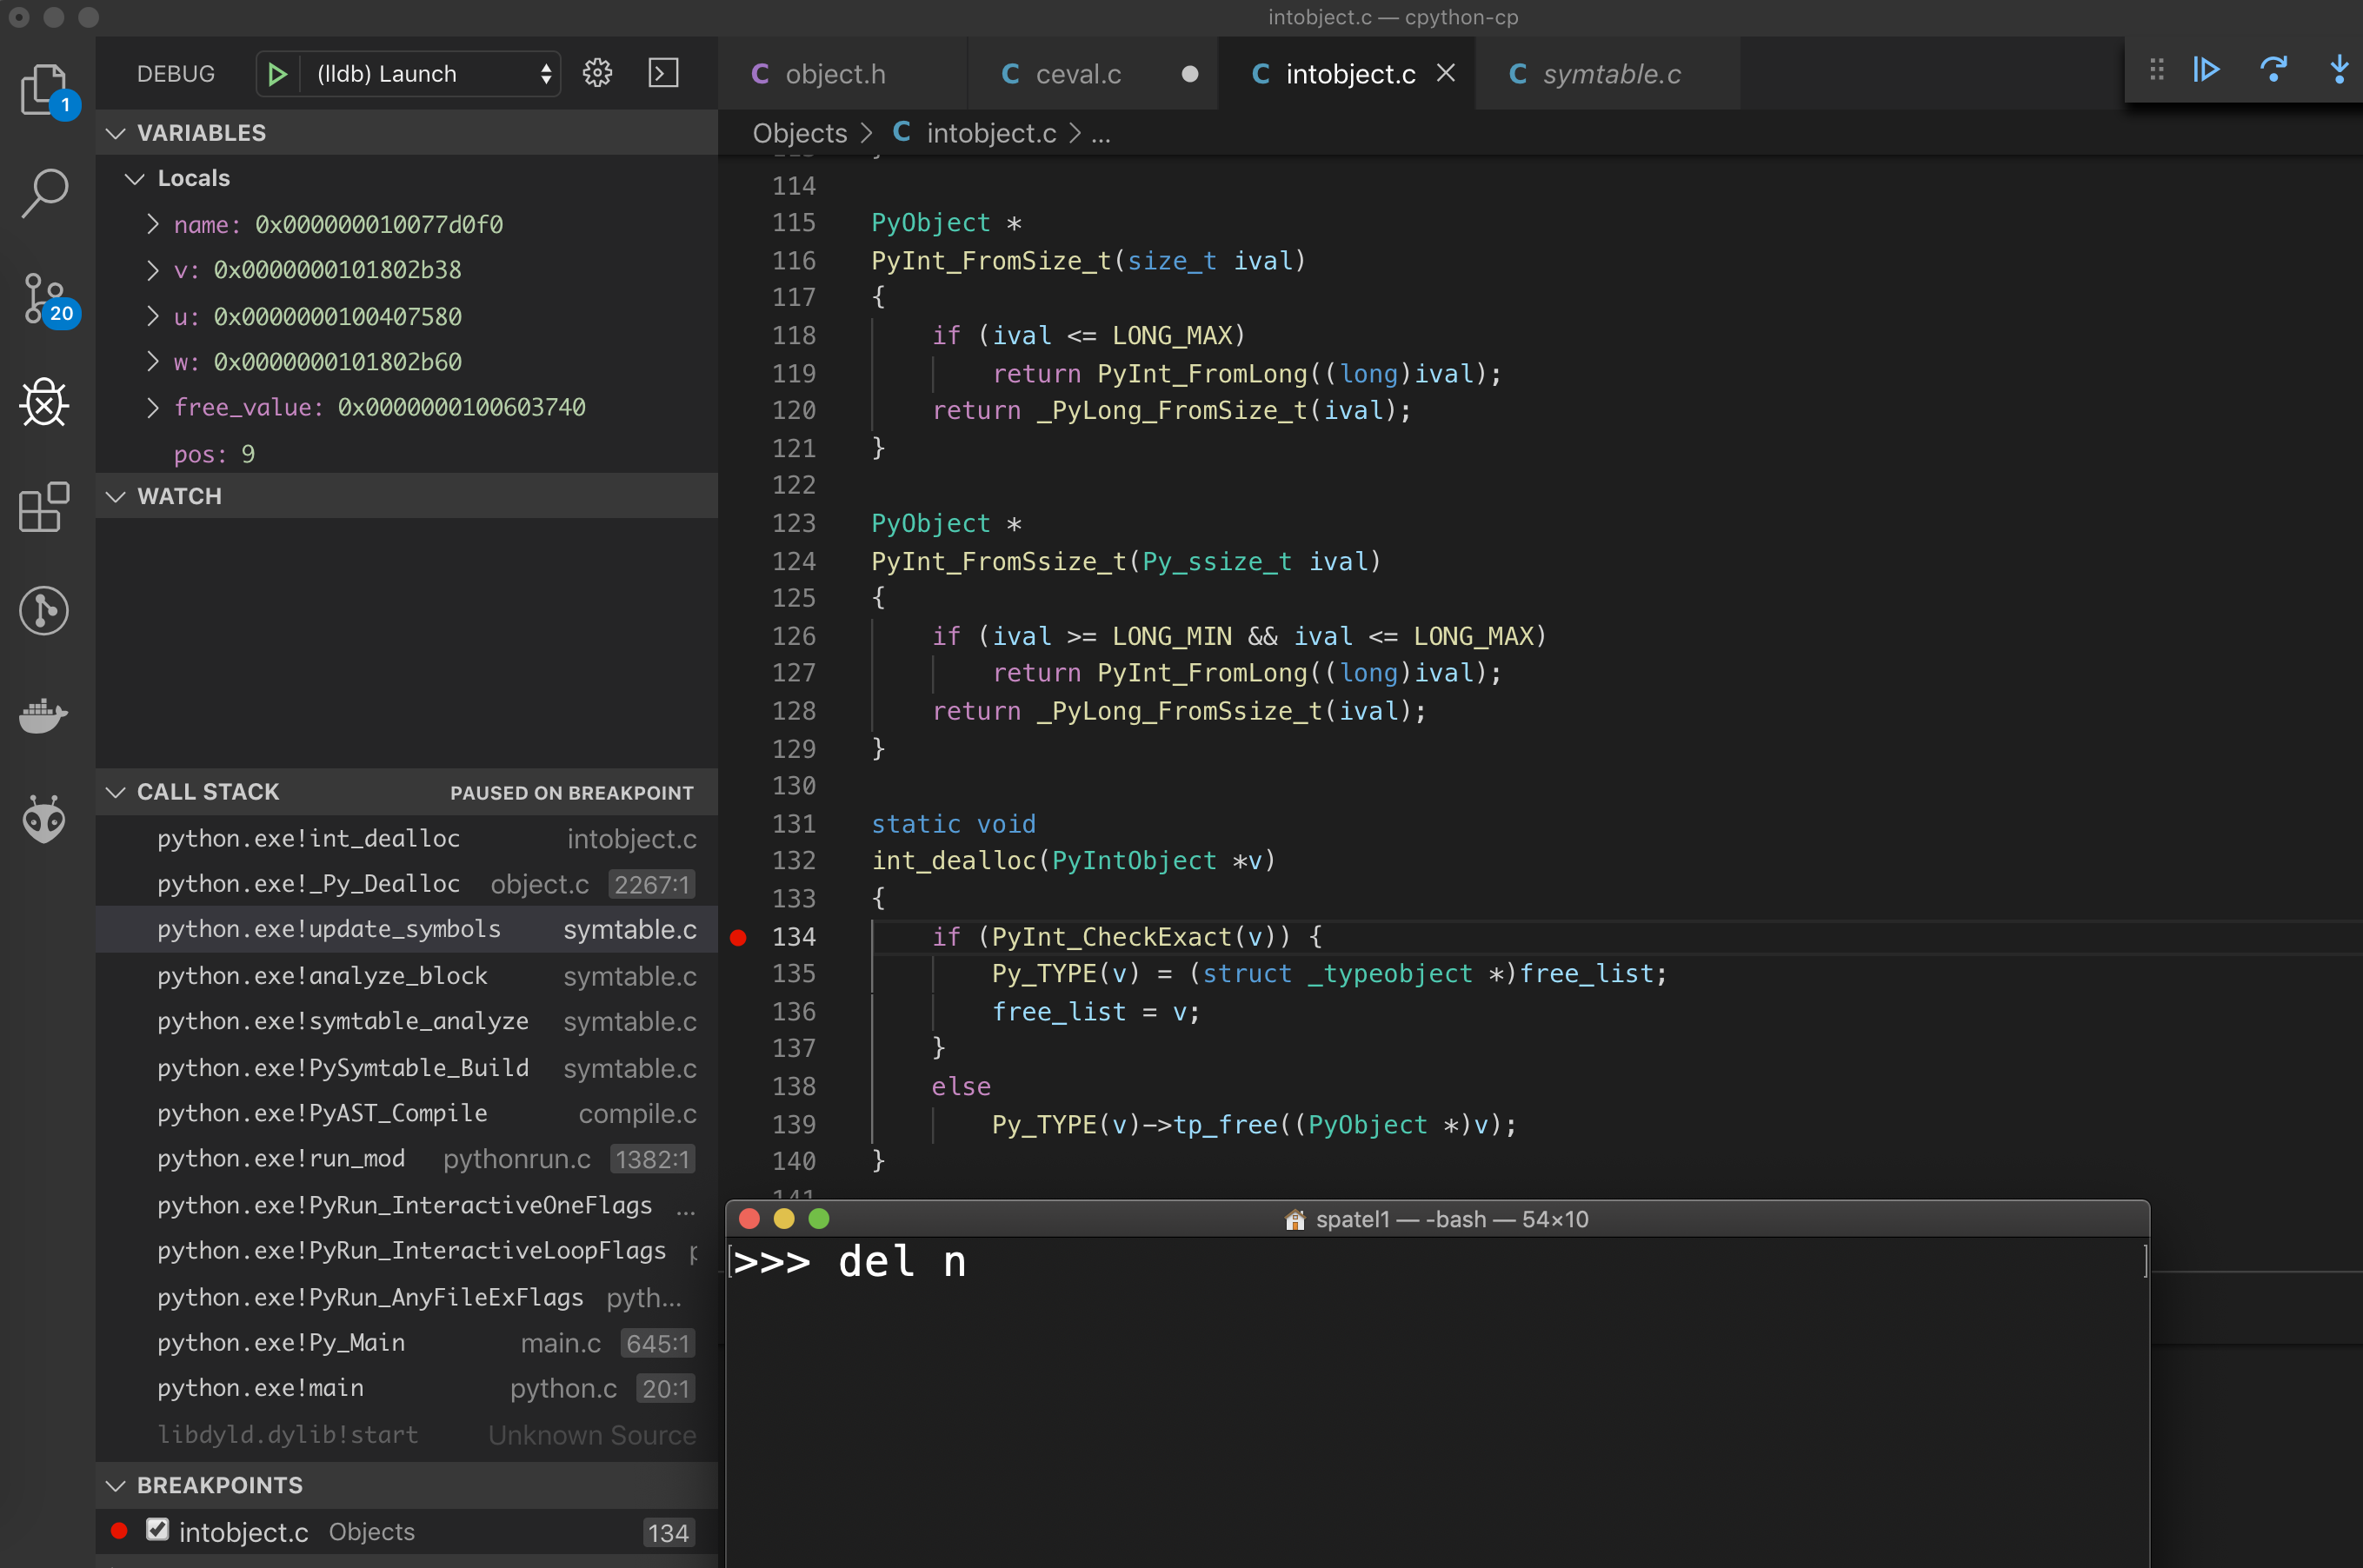 intobject.c — cpython-cp
1
20
DEBUG
(lldb) Launch
VARIABLES
Locals
name: 0x000000010077d0f0
v: 0x0000000101802b38
u: 0x0000000100407580
w: 0x0000000101802b60
free_value: 0x0000000100603740
pos: 9
WATCH
CALL STACK PAUSED ON BREAKPOINT
python.exe!int_dealloc intobject.c
python.exe!_Py_Dealloc object.c 2267:1
python.exe!update_symbols symtable.c
python.exe!analyze_block symtable.c
python.exe!symtable_analyze symtable.c
python.exe!PySymtable_Build symtable.c
python.exe!PyAST_Compile compile.c
python.exe!run_mod pythonrun.c 1382:1
python.exe!PyRun_InteractiveOneFlags ...
python.exe!PyRun_InteractiveLoopFlags
python.exe!PyRun_AnyFileExFlags pyth...
python.exe!Py_Main main.c 645:1
python.exe!main python.c 20:1
libdyld.dylib!start Unknown Source
BREAKPOINTS
intobject.c Objects 134
C object.h C ceval.c C intobject.c C symtable.c
Objects > C intobject.c > ...
114
115 PyObject *
116 PyInt_FromSize_t(size_t ival)
117 {
118 if (ival <= LONG_MAX)
119 return PyInt_FromLong((long)ival);
120 return _PyLong_FromSize_t(ival);
121 }
122
123 PyObject *
124 PyInt_FromSsize_t(Py_ssize_t ival)
125 {
126 if (ival >= LONG_MIN && ival <= LONG_MAX)
127 return PyInt_FromLong((long)ival);
128 return _PyLong_FromSsize_t(ival);
129 }
130
131 static void
132 int_dealloc(PyIntObject *v)
133 {
134 if (PyInt_CheckExact(v)) {
135 Py_TYPE(v) = (struct _typeobject *)free_list;
136 free_list = v;
137 }
138 else
139 Py_TYPE(v)->tp_free((PyObject *)v);
140 }
spatel1 — -bash — 54×10
[>>> del n ]